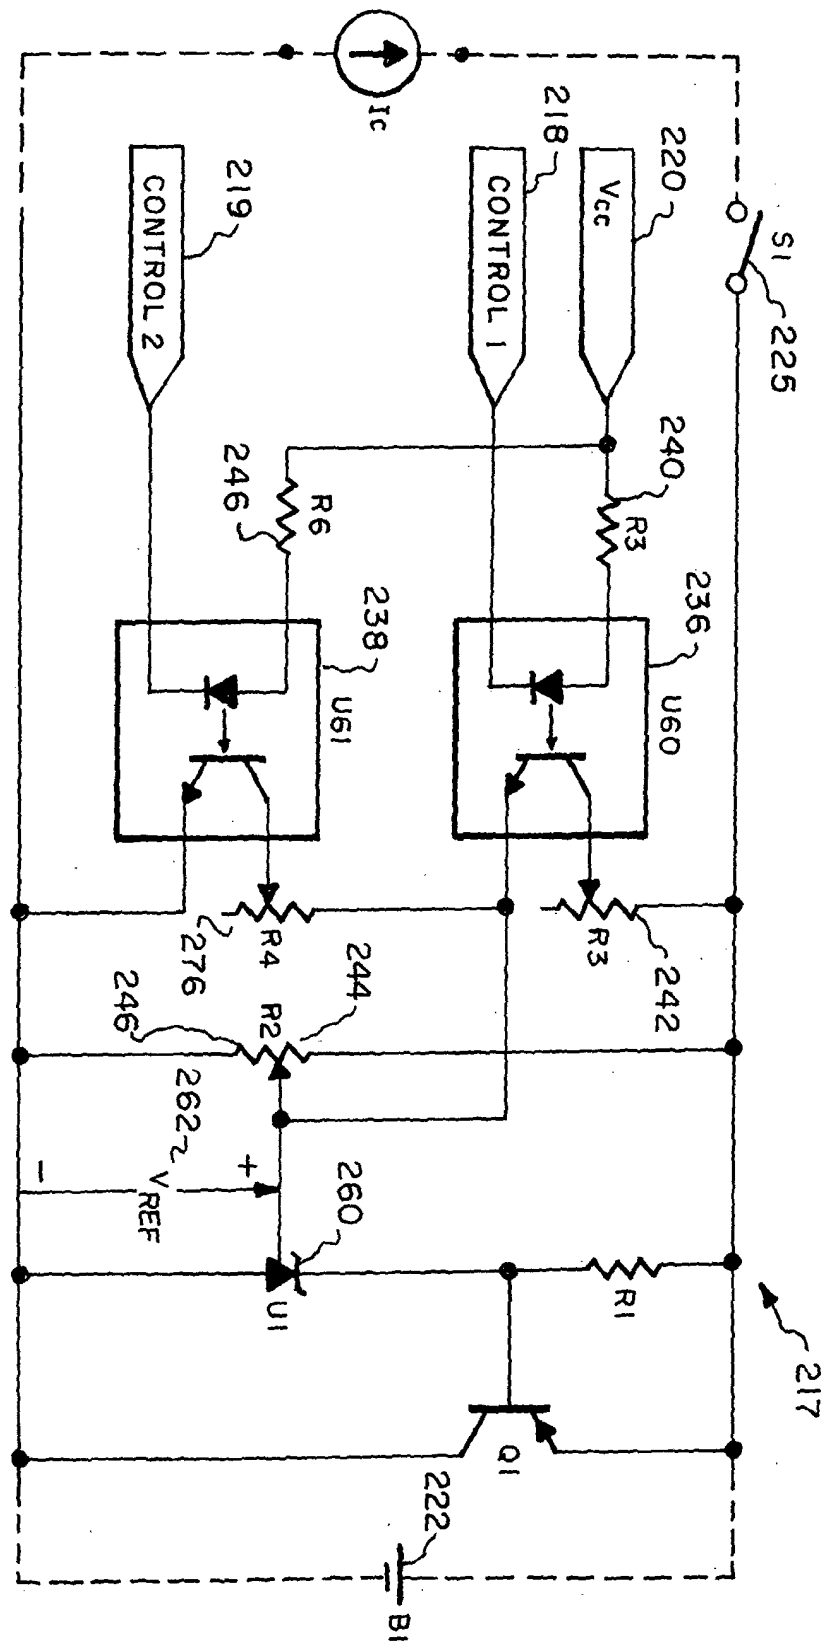 S1
225
Ic
220
Vcc
218
CONTROL 1
219
CONTROL 2
240
R3
R6
246
236
U60
238
U61
R3
242
R4
276
244
R2
246
262
+
VREF
-
260
U1
R1
217
Q1
222
B1